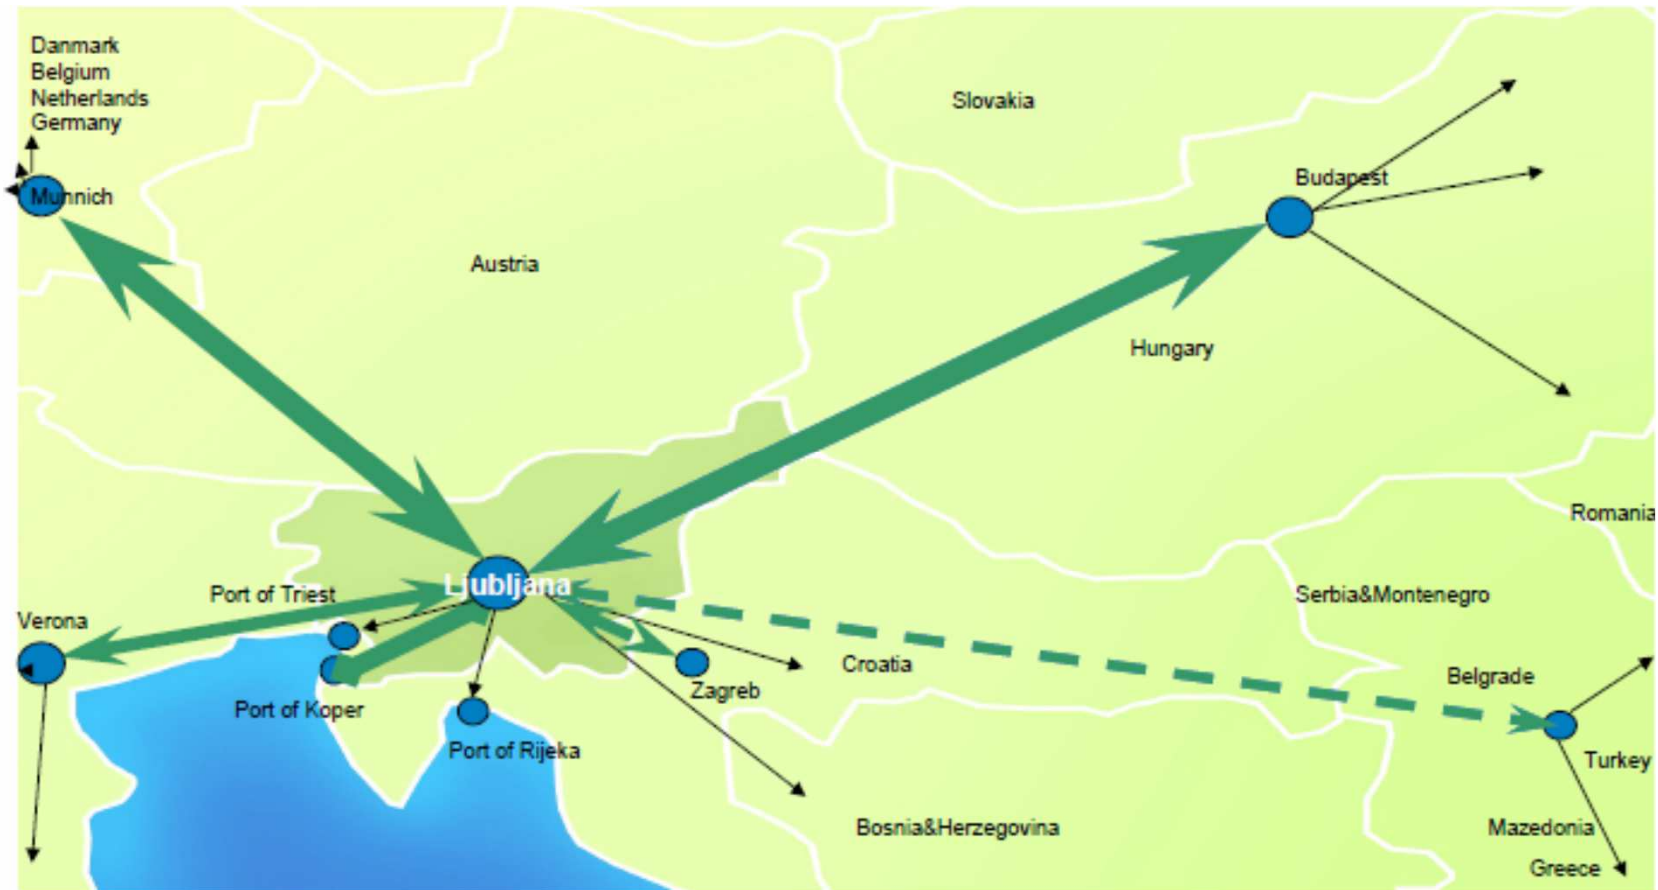 Danmark
Belgium
Netherlands
Germany
Slovakia
Munnich
Budapest
Austria
Hungary
Romania
Ljubljana
Port of Triest
Serbia&Montenegro
Verona
Croatia
Belgrade
Zagreb
Port of Koper
Port of Rijeka
Turkey
Bosnia&Herzegovina
Mazedonia
Greece